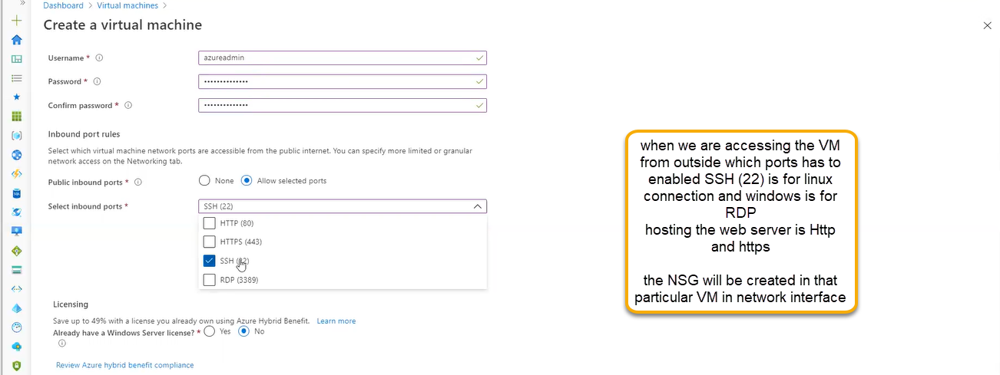 Dashboard > Virtual machines >
Create a virtual machine
Username *
azureadmin
Password *
••••••••••••••
Confirm password *
••••••••••••••
Inbound port rules
Select which virtual machine network ports are accessible from the public internet. You can specify more limited or granular
network access on the Networking tab.
Public inbound ports *
None
Allow selected ports
Select inbound ports *
SSH (22)
HTTP (80)
HTTPS (443)
SSH (22)
RDP (3389)
Licensing
Save up to 49% with a license you already own using Azure Hybrid Benefit. Learn more
Already have a Windows Server license? *
Yes
No
Review Azure hybrid benefit compliance
when we are accessing the VM
from outside which ports has to
enabled SSH (22) is for linux
connection and windows is for
RDP
hosting the web server is Http
and https
the NSG will be created in that
particular VM in network interface